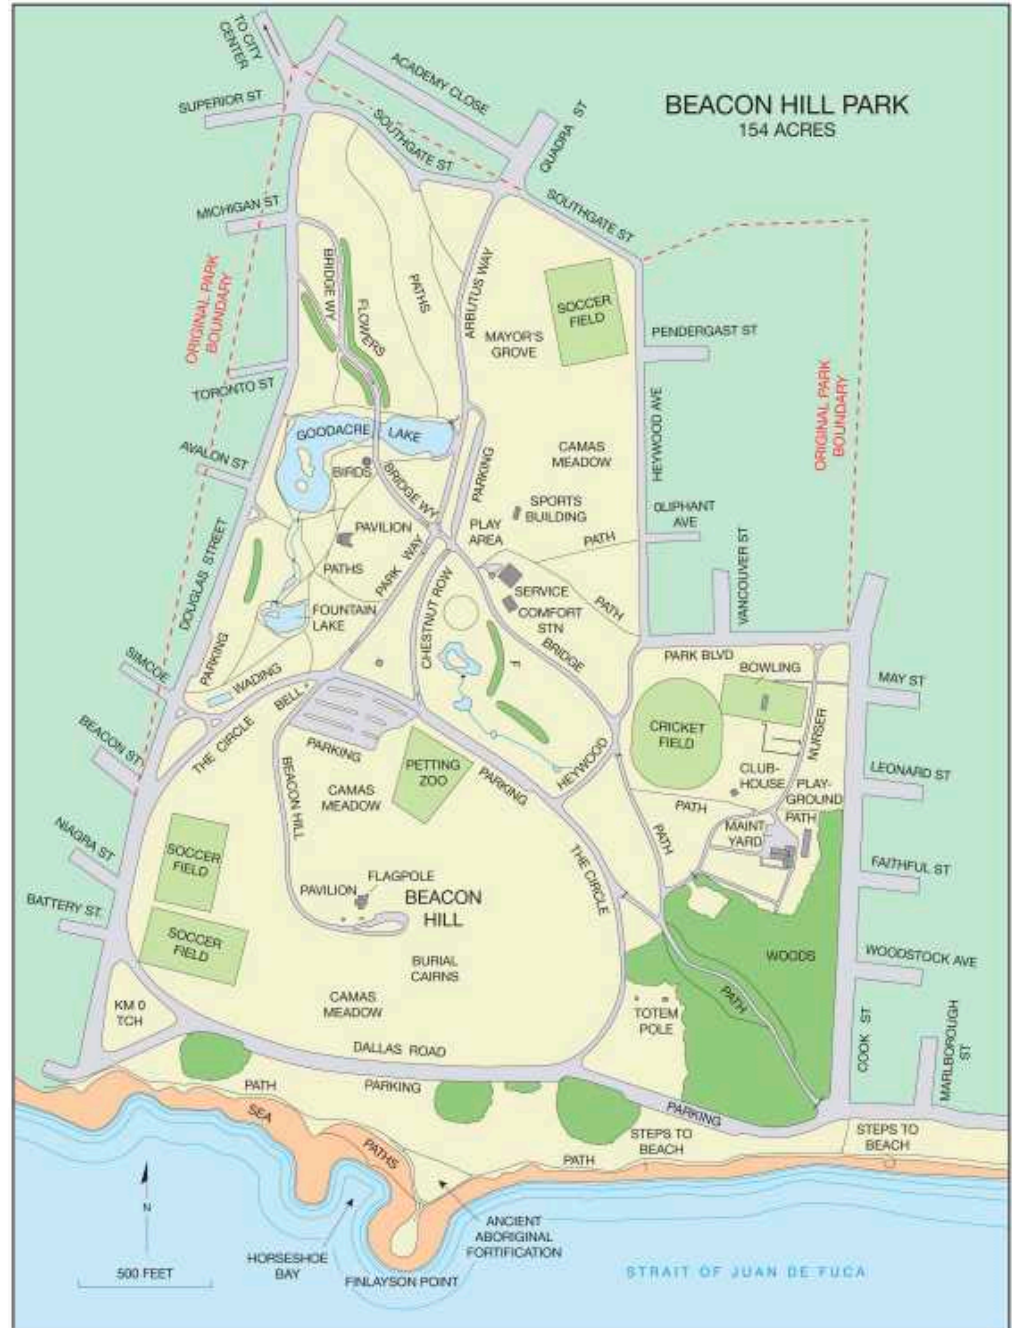 TO CITY
CENTER
ACADEMY CLOSE
BEACON HILL PARK
154 ACRES
SUPERIOR ST
SOUTHGATE ST
QUADRA ST
MICHIGAN ST
SOUTHGATE ST
ORIGINAL PARK
BOUNDARY
BRIDGE WY
FLOWERS
PATHS
ARBUTUS WAY
SOCCER
FIELD
MAYOR'S
GROVE
PENDERGAST ST
TORONTO ST
HEYWOOD AVE
ORIGINAL PARK
BOUNDARY
GOODACRE LAKE
AVALON ST
BIRDS
BRIDGE WY
PARKING
CAMAS
MEADOW
SPORTS
BUILDING
OLIPHANT
AVE
PAVILION
PLAY
AREA
PATH
DOUGLAS STREET
PATHS
PARK WAY
VANCOUVER ST
SERVICE
COMFORT
STN
PATH
FOUNTAIN
LAKE
CHESTNUT ROW
BRIDGE
F
PARKING
SIMCOE
WADING
PARK BLVD
BOWLING
MAY ST
BELL
BEACON ST
THE CIRCLE
PARKING
CRICKET
FIELD
NURSER
PETTING
ZOO
PARKING
HEYWOOD
CLUB-
HOUSE
PLAY-
GROUND
LEONARD ST
BEACON HILL
CAMAS
MEADOW
PATH
PATH
NIAGRA ST
SOCCER
FIELD
PATH
MAINT
YARD
THE CIRCLE
FAITHFUL ST
FLAGPOLE
PAVILION
BEACON
HILL
BATTERY ST.
SOCCER
FIELD
WOODS
WOODSTOCK AVE
BURIAL
CAIRNS
KM 0
TCH
CAMAS
MEADOW
TOTEM
POLE
PATH
COOK ST
MARLBOROUGH
ST
DALLAS ROAD
PATH
PARKING
PARKING
SEA
PATHS
STEPS TO
BEACH
STEPS TO
BEACH
PATH
N
500 FEET
HORSESHOE
BAY
FINLAYSON POINT
ANCIENT
ABORIGINAL
FORTIFICATION
STRAIT OF JUAN DE FUCA